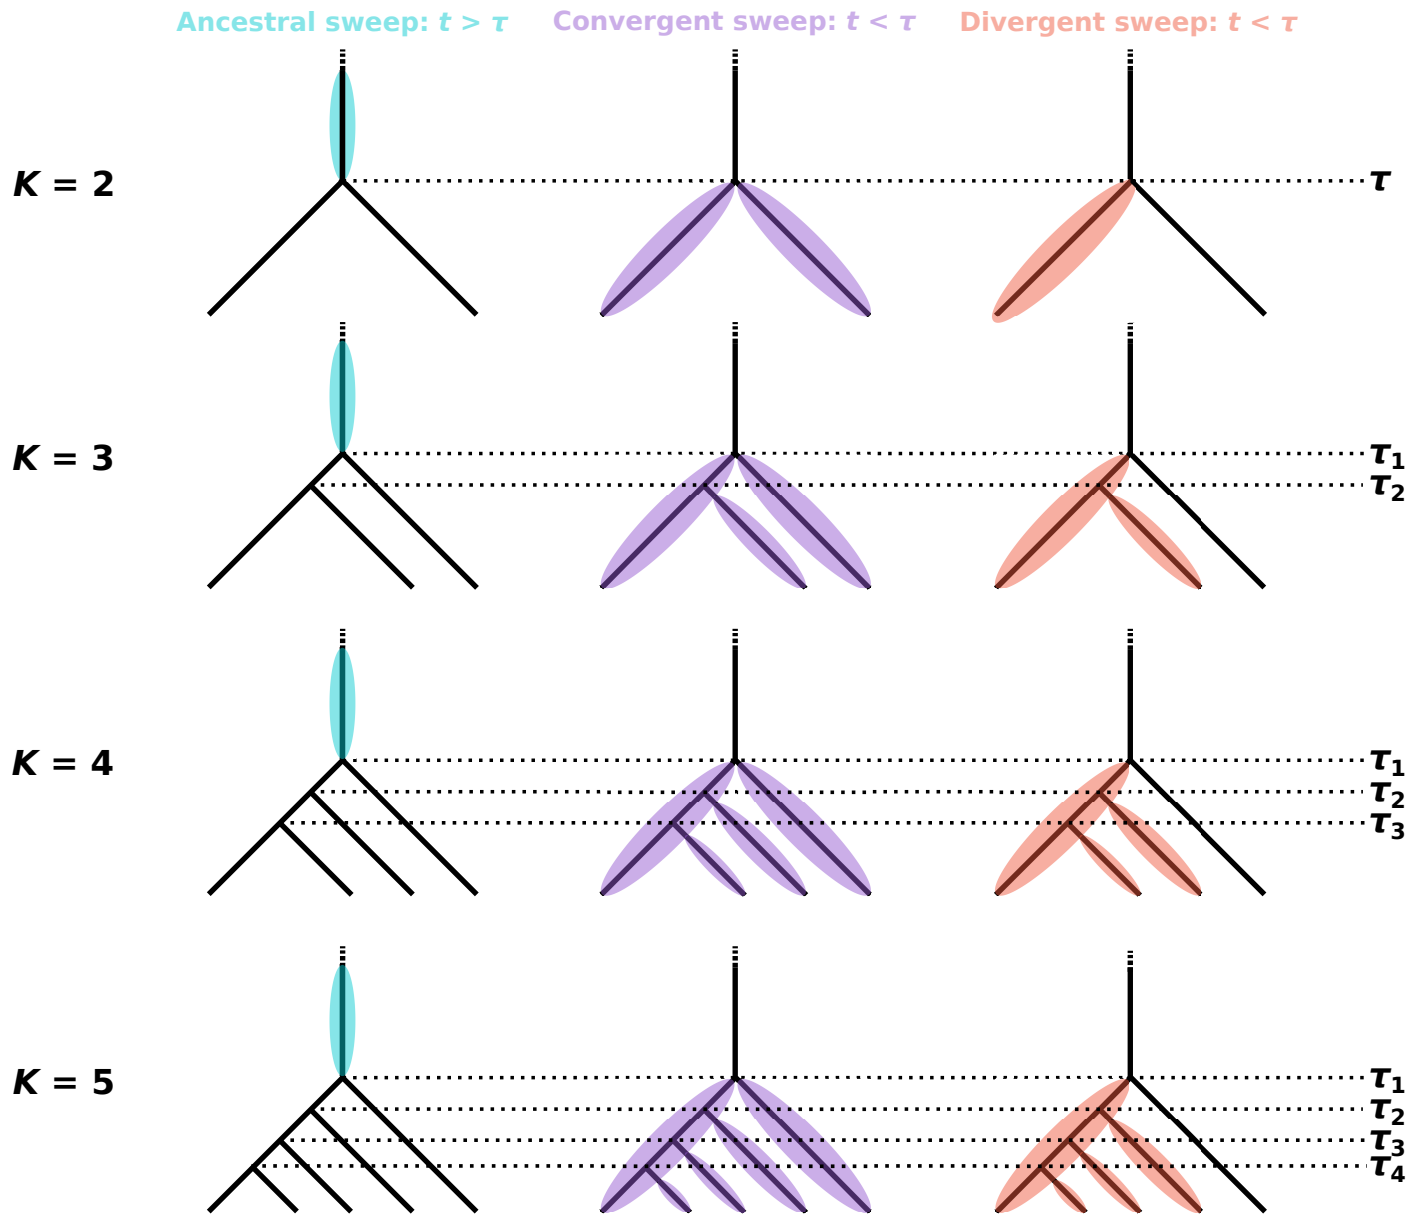 Ancestral sweep: t > τ Convergent sweep: t < τ Divergent sweep: t < τ
K = 2 τ
K = 3 τ1
τ2
K = 4 τ1
τ2
τ3
K = 5 τ1
τ2
τ3
τ4